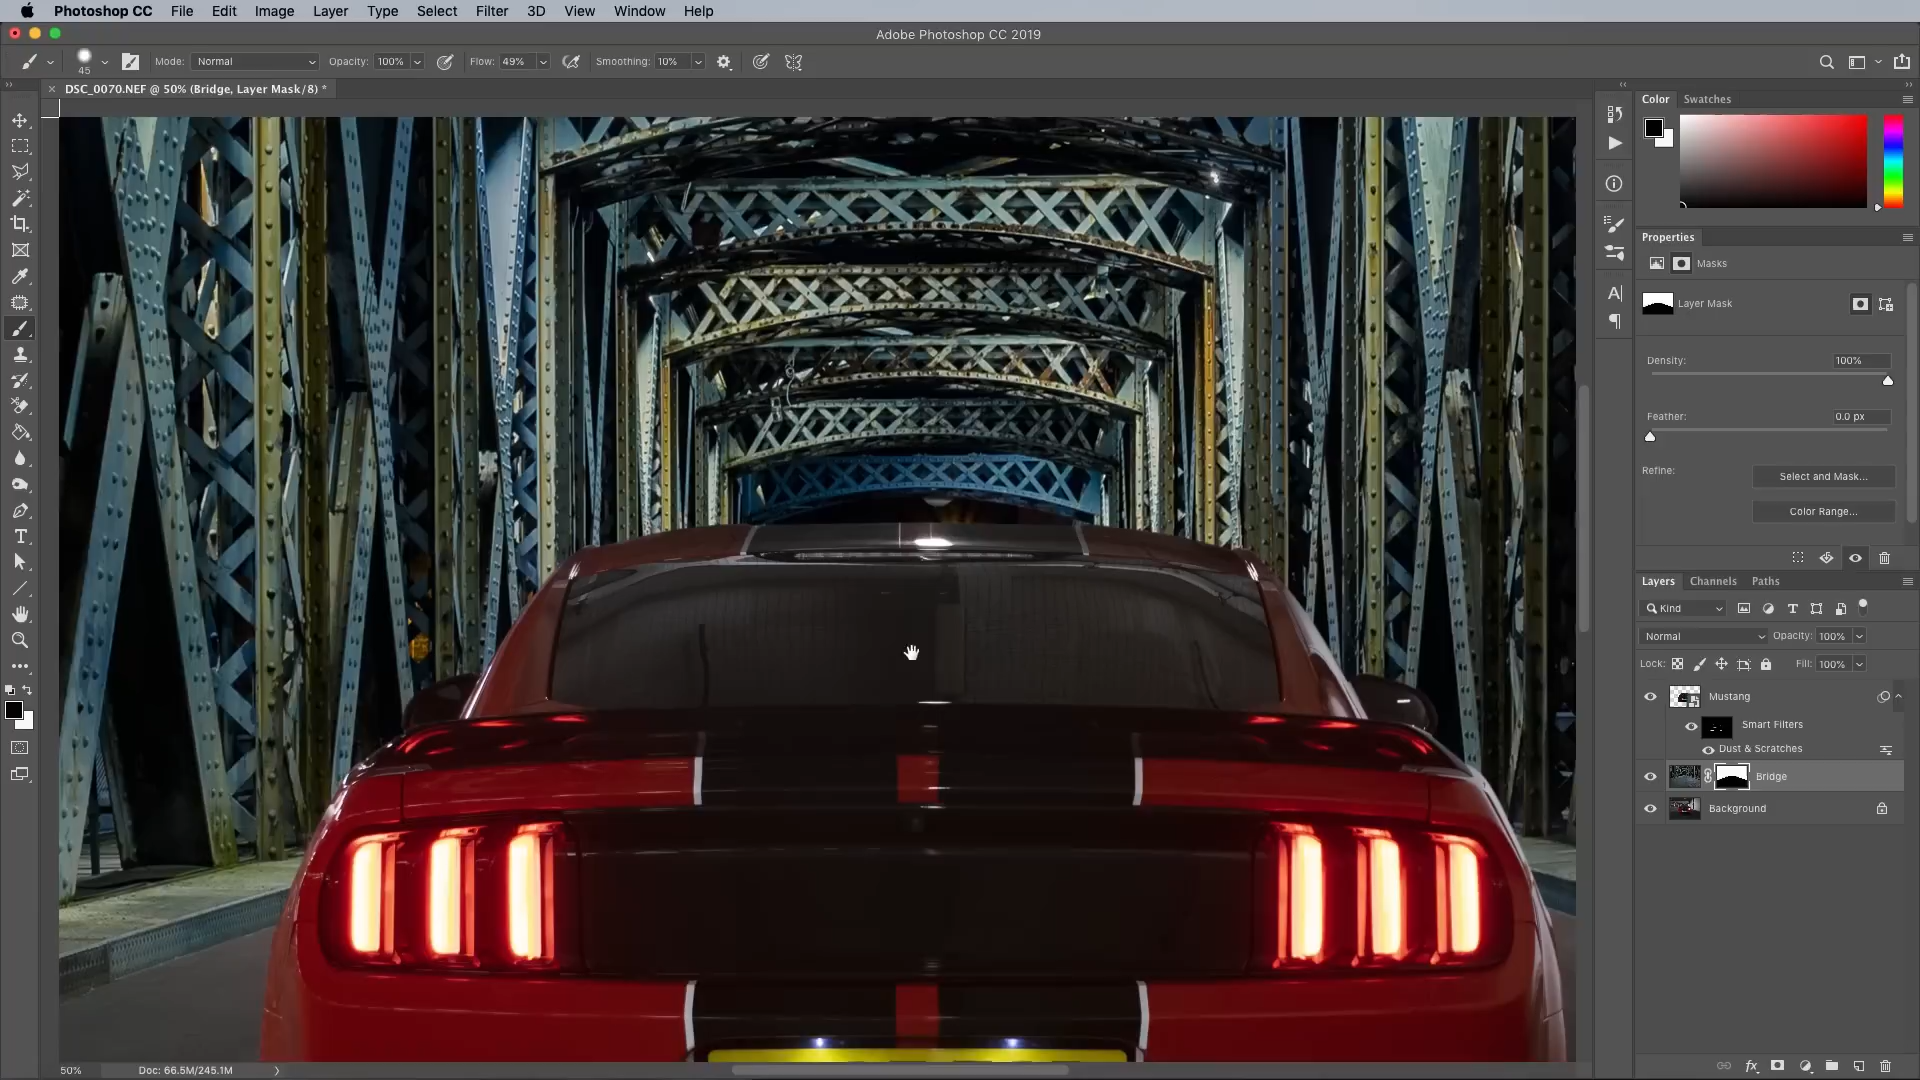 Photoshop CC File Edit Image Layer Type Select Filter 3D View Window Help
Adobe Photoshop CC 2019
45 Mode: Normal Opacity: 100% Flow: 49% Smoothing: 10%
DSC_0070.NEF @ 50% (Bridge, Layer Mask/8) *
Color Swatches
Properties
Masks
Layer Mask
Density: 100%
Feather: 0.0 px
Refine: Select and Mask...
Color Range...
Layers Channels Paths
Kind
Normal Opacity: 100%
Lock: Fill: 100%
Mustang
Smart Filters
Dust & Scratches
Bridge
Background
50% Doc: 66.5M/245.1M